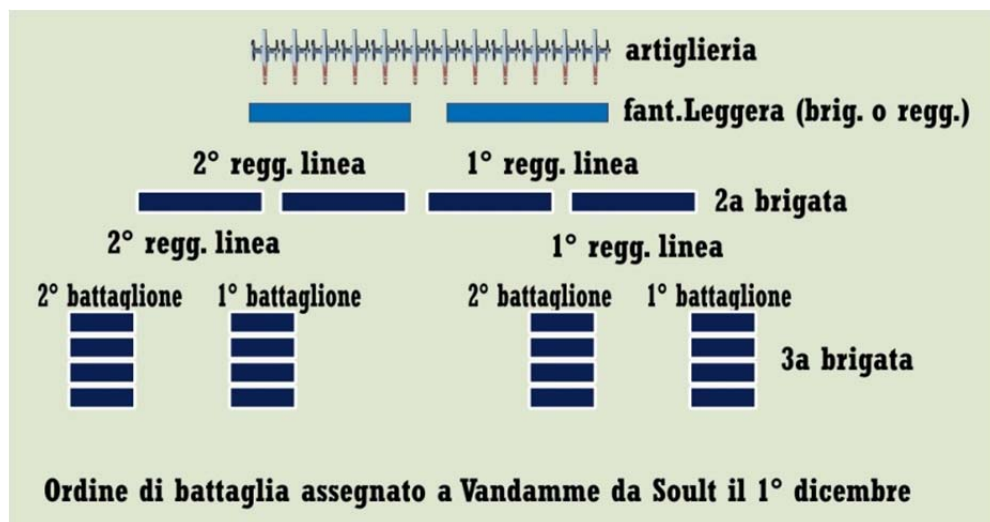 artiglieria
fant.Leggera (brig. o regg.)
2° regg. linea 1° regg. linea
2a brigata
2° regg. linea 1° regg. linea
2° battaglione 1° battaglione 2° battaglione 1° battaglione
3a brigata
Ordine di battaglia assegnato a Vandamme da Soult il 1° dicembre